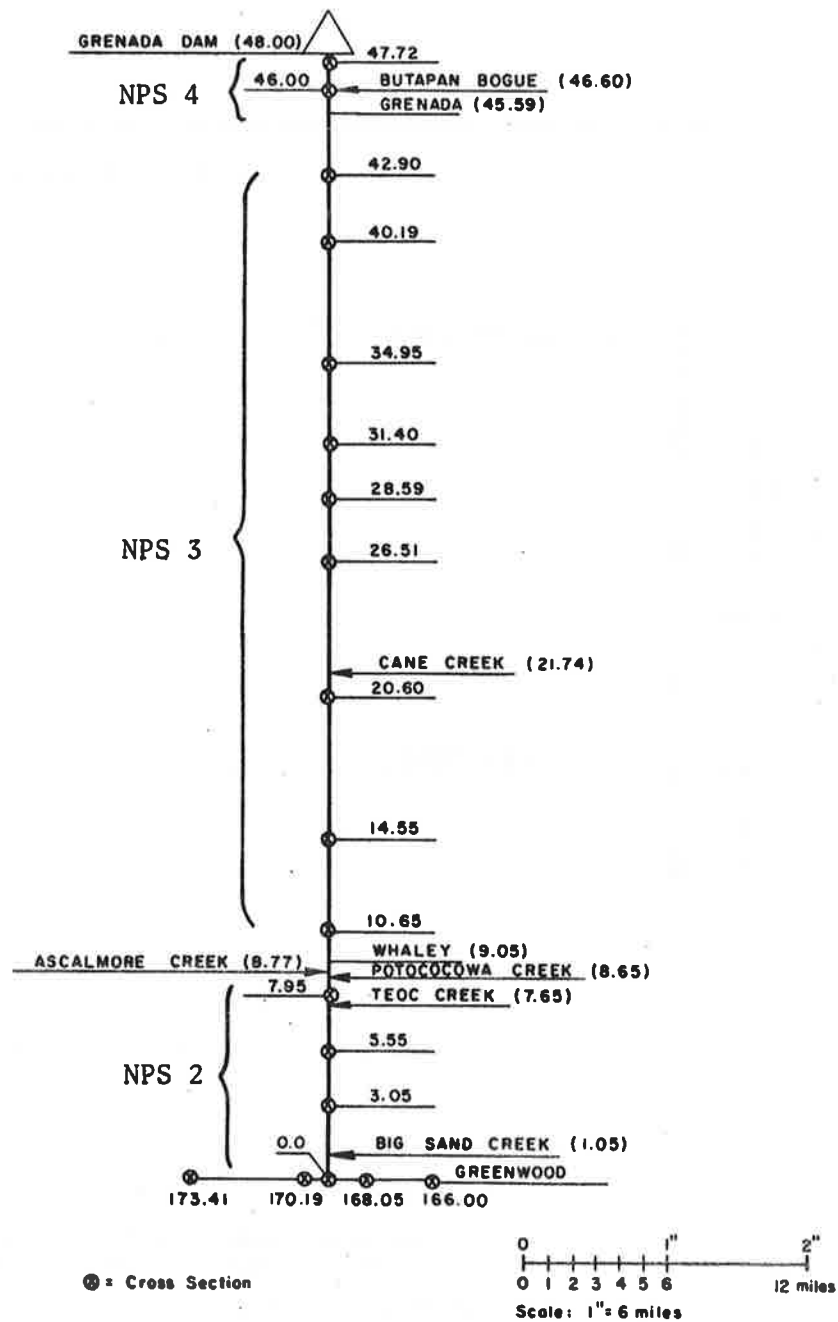 GRENADA DAM (48.00)
47.72
46.00
BUTAPAN BOGUE (46.60)
NPS 4
GRENADA (45.59)
42.90
40.19
34.95
31.40
28.59
NPS 3
26.51
CANE CREEK (21.74)
20.60
14.55
10.65
WHALEY (9.05)
ASCALMORE CREEK (8.77)
POTOCOCOWA CREEK (8.65)
7.95
TEOC CREEK (7.65)
5.55
NPS 2
3.05
0.0
BIG SAND CREEK (1.05)
GREENWOOD
173.41 170.19 168.05 166.00
0 1" 2"
0 1 2 3 4 5 6 12 miles
⊗ = Cross Section
Scale: 1"= 6 miles